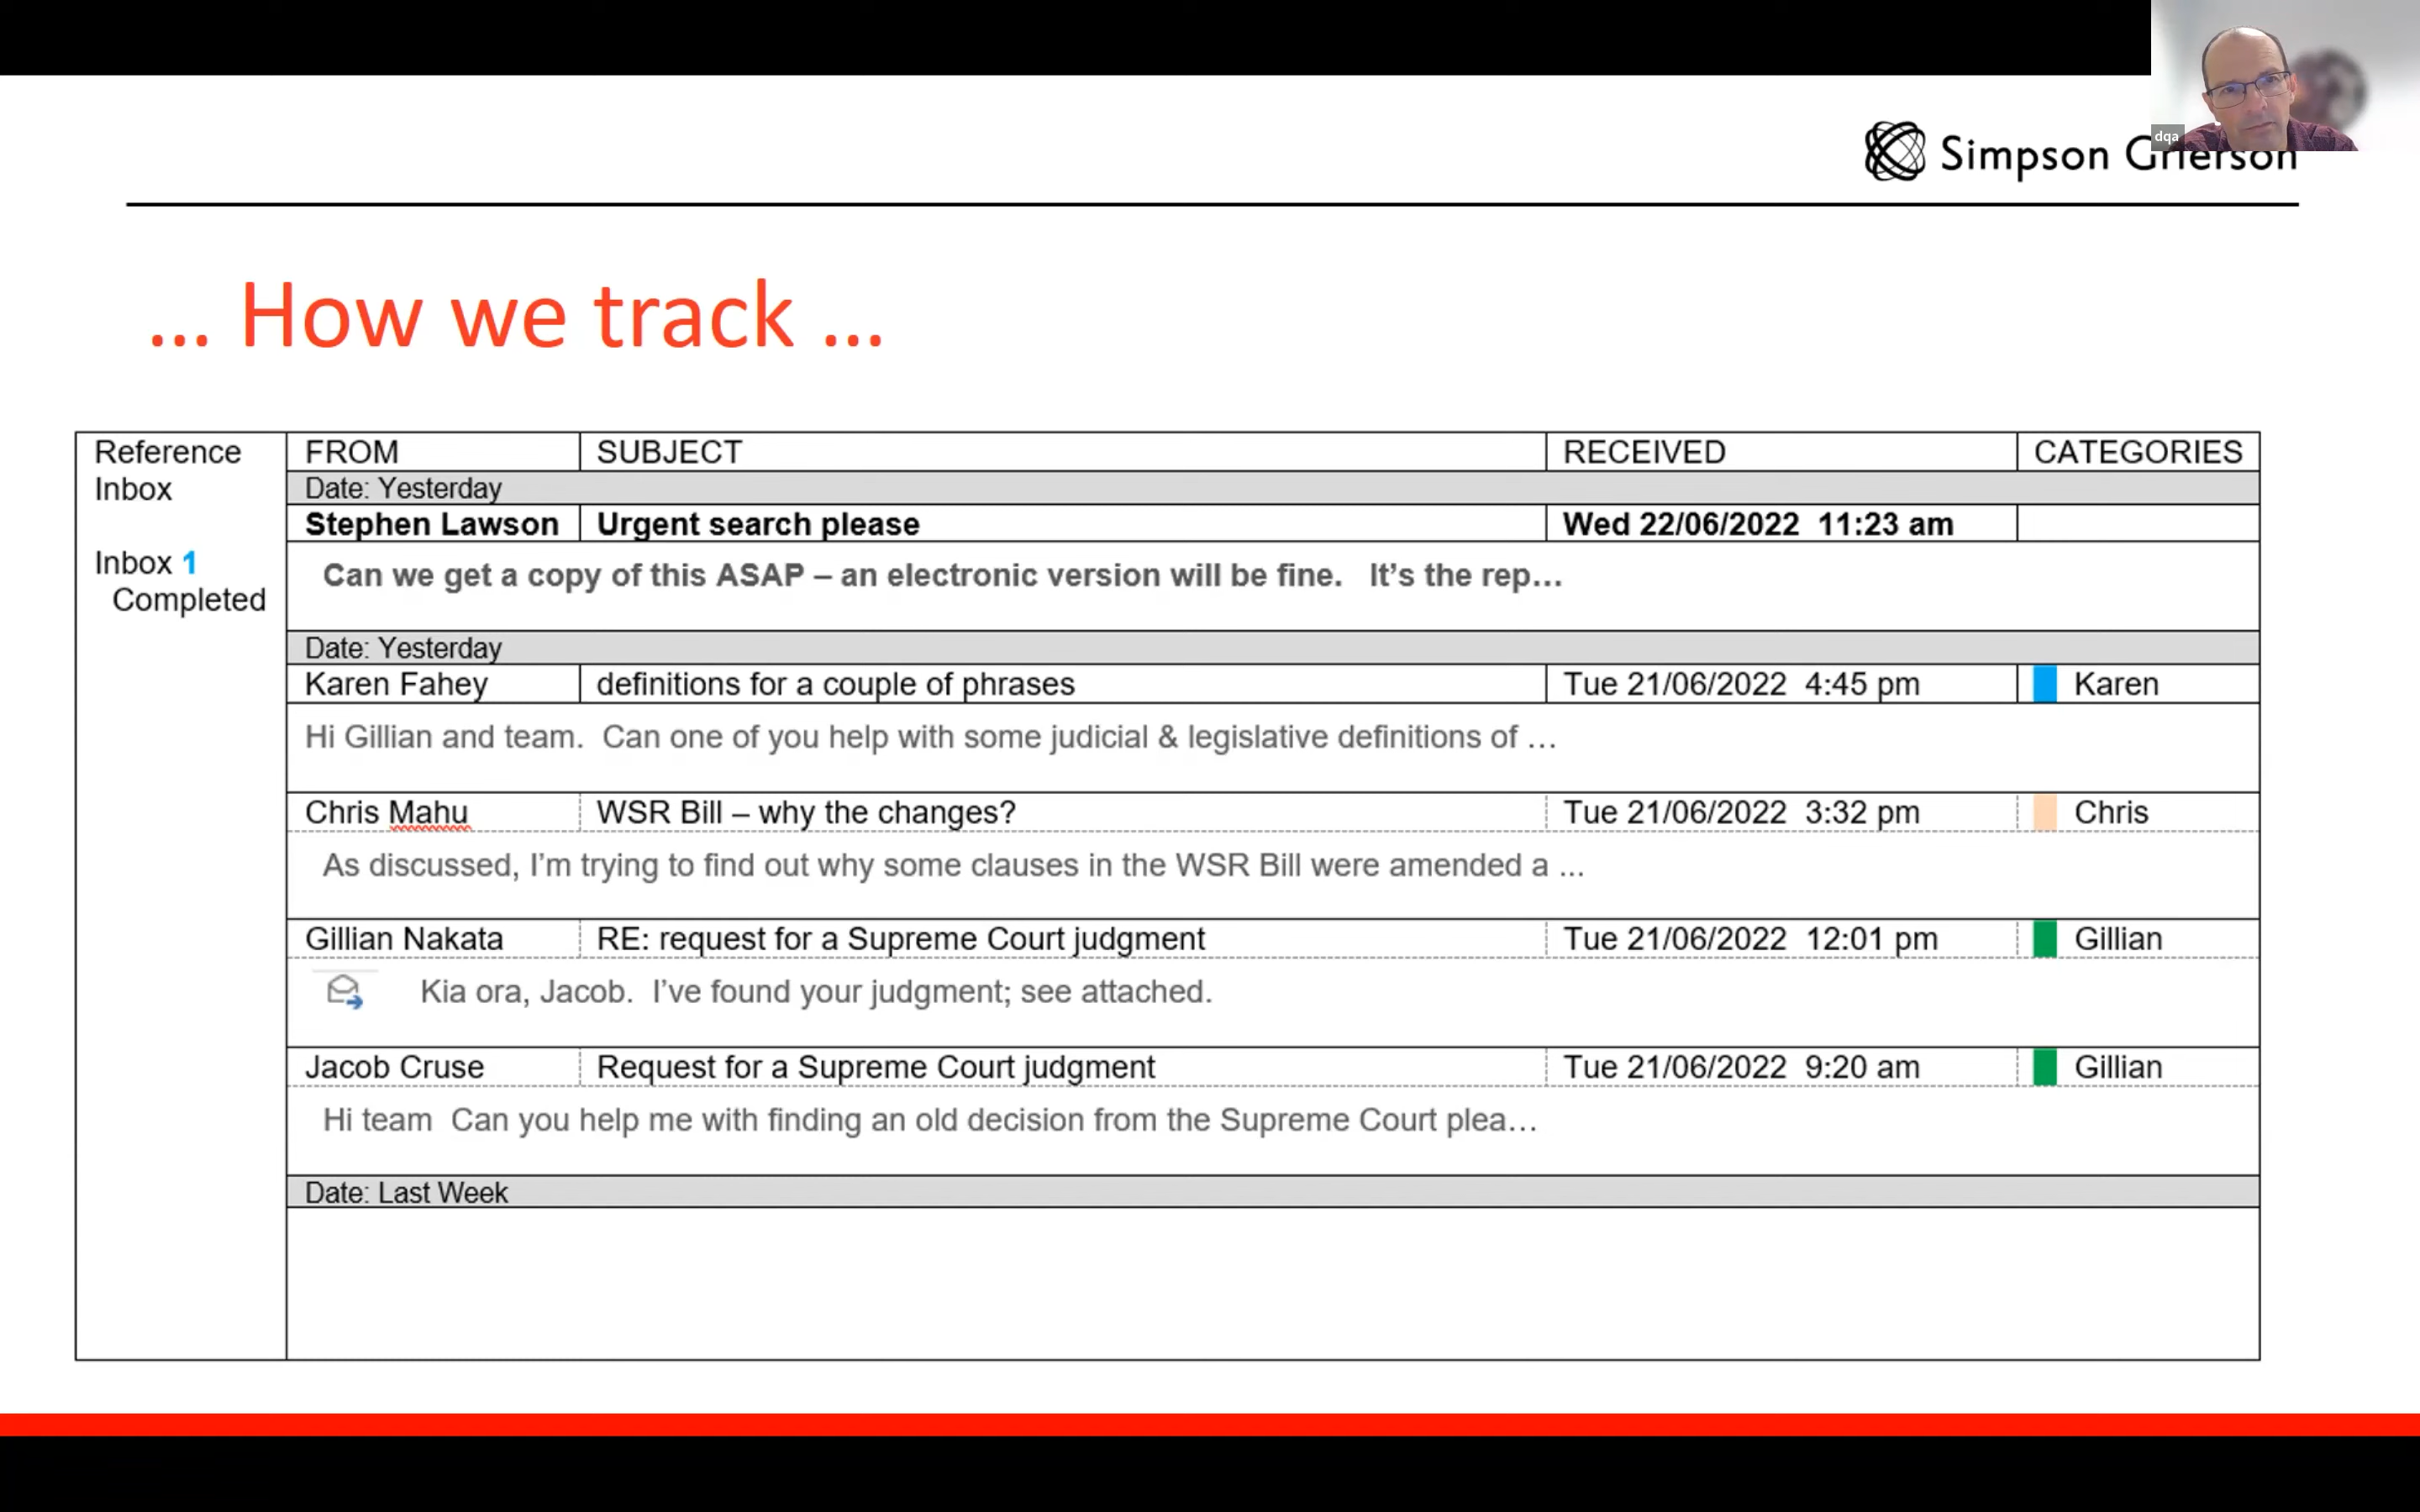 dqa
Simpson Grierson
... How we track ...
Reference FROM SUBJECT RECEIVED CATEGORIES
Inbox Date: Yesterday
Stephen Lawson Urgent search please Wed 22/06/2022 11:23 am
Inbox 1
Can we get a copy of this ASAP – an electronic version will be fine. It’s the rep…
Completed
Date: Yesterday
Karen Fahey definitions for a couple of phrases Tue 21/06/2022 4:45 pm Karen
Hi Gillian and team. Can one of you help with some judicial & legislative definitions of …
Chris Mahu WSR Bill – why the changes? Tue 21/06/2022 3:32 pm Chris
As discussed, I’m trying to find out why some clauses in the WSR Bill were amended a ...
Gillian Nakata RE: request for a Supreme Court judgment Tue 21/06/2022 12:01 pm Gillian
Kia ora, Jacob. I’ve found your judgment; see attached.
Jacob Cruse Request for a Supreme Court judgment Tue 21/06/2022 9:20 am Gillian
Hi team Can you help me with finding an old decision from the Supreme Court plea…
Date: Last Week